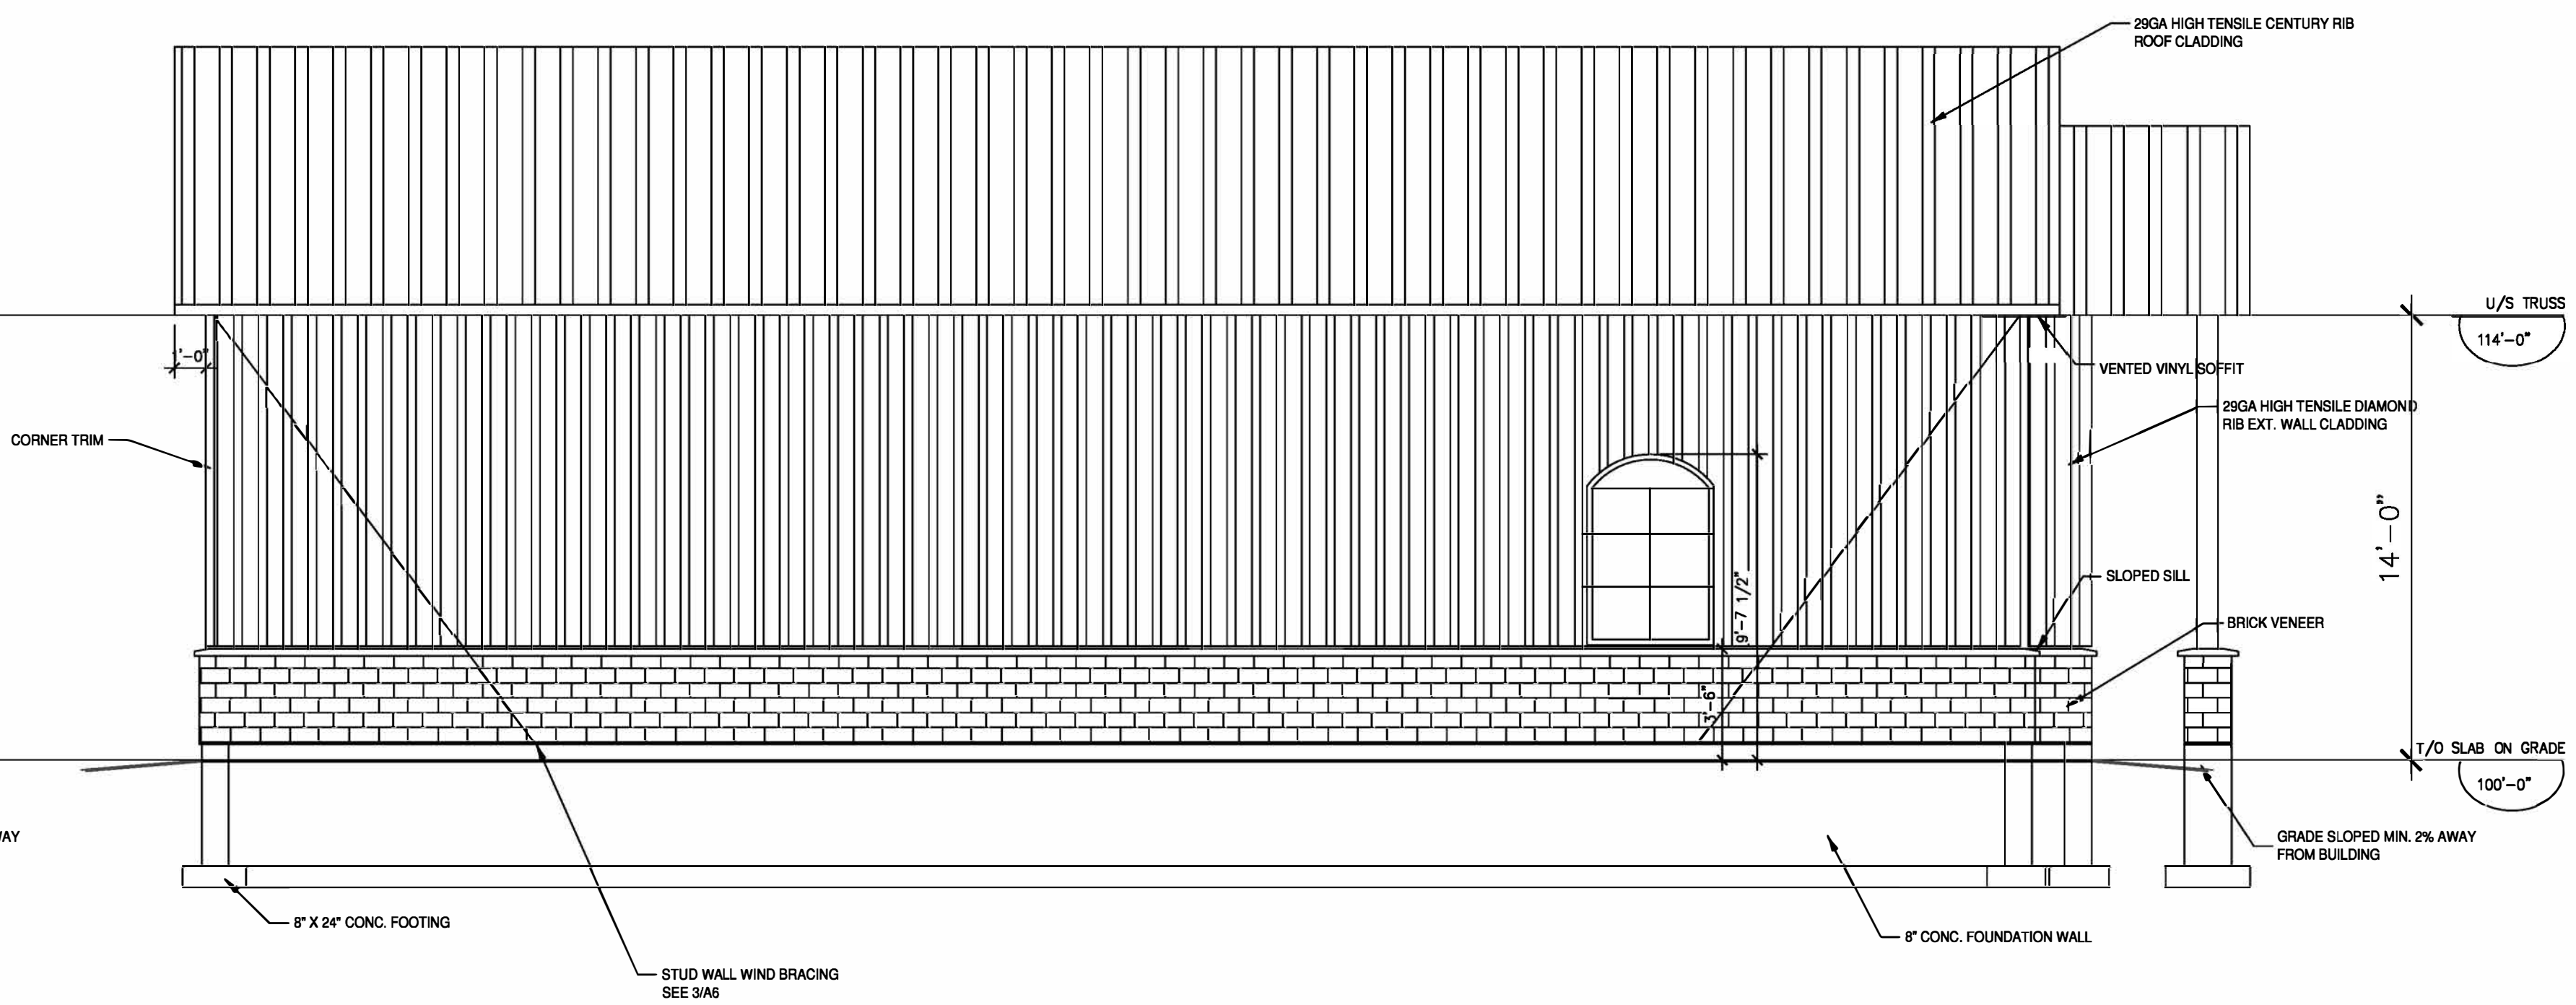 29GA HIGH TENSILE CENTURY RIB
ROOF CLADDING
U/S TRUSS
114'-0"
1'-0"
VENTED VINYL SOFFIT
29GA HIGH TENSILE DIAMOND
RIB EXT. WALL CLADDING
CORNER TRIM
14'-0"
SLOPED SILL
9'-7 1/2"
BRICK VENEER
3'-6"
T/O SLAB ON GRADE
100'-0"
GRADE SLOPED MIN. 2% AWAY
FROM BUILDING
8" X 24" CONC. FOOTING
8" CONC. FOUNDATION WALL
STUD WALL WIND BRACING
SEE 3/A6